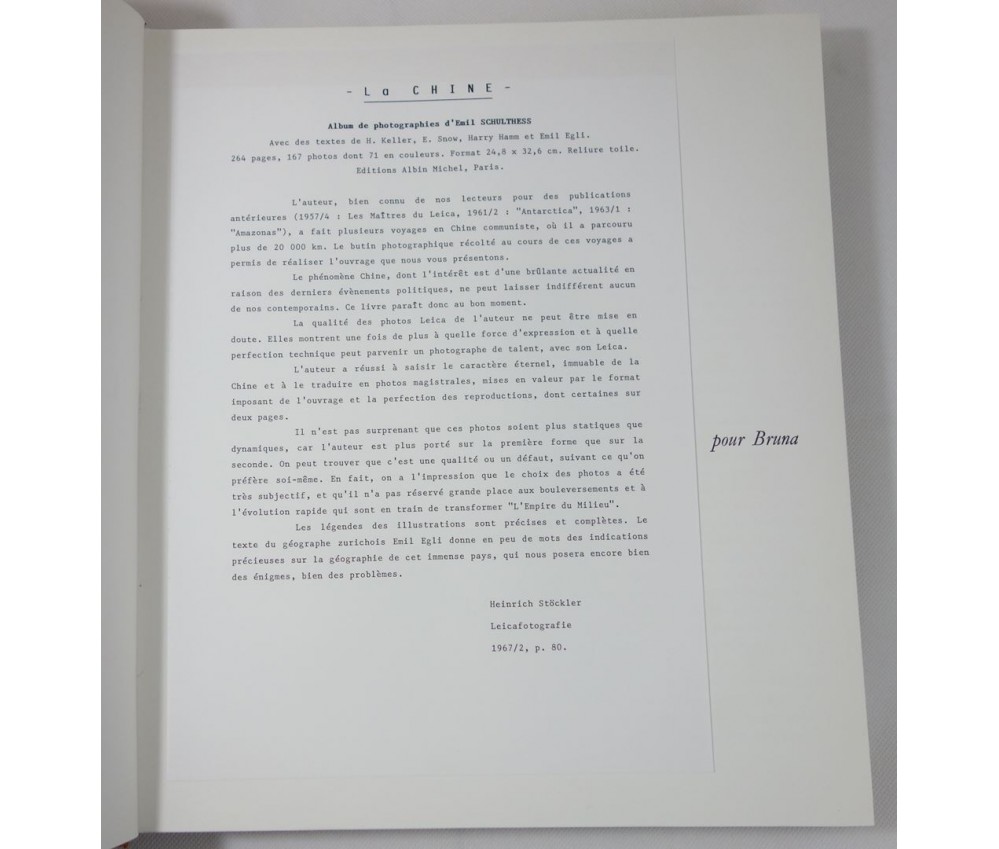 - La CHINE -
Album de photographies d'Emil SCHULTHESS
Avec des textes de H. Keller, E. Snow, Harry Hamm et Emil Egli.
264 pages, 167 photos dont 71 en couleurs. Format 24,8 x 32,6 cm. Reliure toile.
Editions Albin Michel, Paris.
L'auteur, bien connu de nos lecteurs pour des publications
antérieures (1957/4 : Les Maîtres du Leica, 1961/2 : "Antarctica", 1963/1 :
"Amazonas"), a fait plusieurs voyages en Chine communiste, où il a parcouru
plus de 20 000 km. Le butin photographique récolté au cours de ces voyages a
permis de réaliser l'ouvrage que nous vous présentons.
Le phénomène Chine, dont l'intérêt est d'une brûlante actualité en
raison des derniers évènements politiques, ne peut laisser indifférent aucun
de nos contemporains. Ce livre paraît donc au bon moment.
La qualité des photos Leica de l'auteur ne peut être mise en
doute. Elles montrent une fois de plus à quelle force d'expression et à quelle
perfection technique peut parvenir un photographe de talent, avec son Leica.
L'auteur a réussi à saisir le caractère éternel, immuable de la
Chine et à le traduire en photos magistrales, mises en valeur par le format
imposant de l'ouvrage et la perfection des reproductions, dont certaines sur
deux pages.
Il n'est pas surprenant que ces photos soient plus statiques que
dynamiques, car l'auteur est plus porté sur la première forme que sur la
seconde. On peut trouver que c'est une qualité ou un défaut, suivant ce qu'on
préfère soi-même. En fait, on a l'impression que le choix des photos a été
très subjectif, et qu'il n'a pas réservé grande place aux bouleversements et à
l'évolution rapide qui sont en train de transformer "L'Empire du Milieu".
Les légendes des illustrations sont précises et complètes. Le
texte du géographe zurichois Emil Egli donne en peu de mots des indications
précieuses sur la géographie de cet immense pays, qui nous posera encore bien
des énigmes, bien des problèmes.
Heinrich Stöckler
Leicafotografie
1967/2, p. 80.
pour Bruna